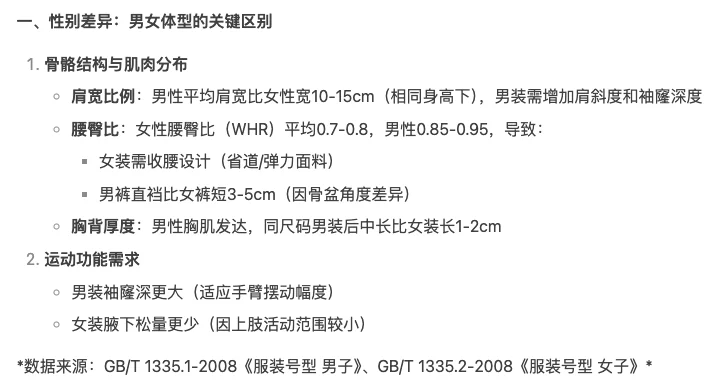 一、性别差异：男女体型的关键区别
1. 骨骼结构与肌肉分布
肩宽比例：男性平均肩宽比女性宽10-15cm（相同身高下），男装需增加肩斜度和袖窿深度
腰臀比：女性腰臀比（WHR）平均0.7-0.8，男性0.85-0.95，导致：
女装需收腰设计（省道/弹力面料）
男裤直裆比女裤短3-5cm（因骨盆角度差异）
胸背厚度：男性胸肌发达，同尺码男装后中长比女装长1-2cm
2. 运动功能需求
男装袖窿深更大（适应手臂摆动幅度）
女装腋下松量更少（因上肢活动范围较小）
*数据来源：GB/T 1335.1-2008《服装号型 男子》、GB/T 1335.2-2008《服装号型 女子》*